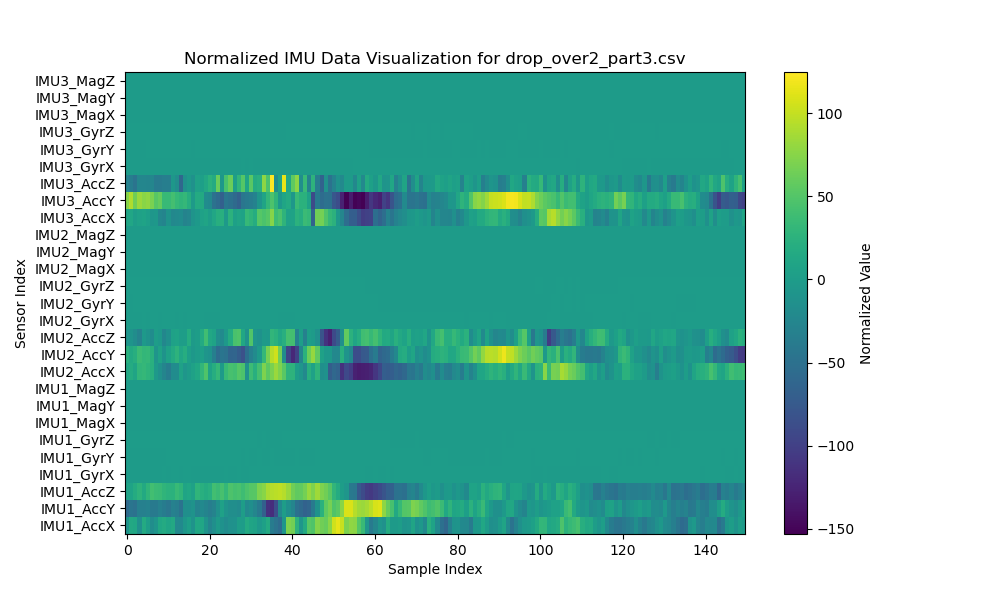 Normalized IMU Data Visualization for drop_over2_part3.csv
IMU3_MagZ
IMU3_MagY
IMU3_MagX
IMU3_GyrZ
IMU3_GyrY
IMU3_GyrX
IMU3_AccZ
IMU3_AccY
IMU3_AccX
IMU2_MagZ
IMU2_MagY
IMU2_MagX
IMU2_GyrZ
IMU2_GyrY
IMU2_GyrX
IMU2_AccZ
IMU2_AccY
IMU2_AccX
IMU1_MagZ
IMU1_MagY
IMU1_MagX
IMU1_GyrZ
IMU1_GyrY
IMU1_GyrX
IMU1_AccZ
IMU1_AccY
IMU1_AccX
Sensor Index
0 20 40 60 80 100 120 140
Sample Index
100
50
0
−50
−100
−150
Normalized Value